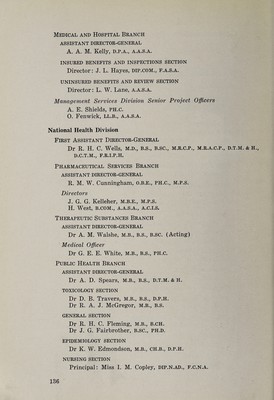 MEDICAL AND HOSPITAL BRANCH
ASSISTANT DIRECTOR-GENERAL
A. A. M. Kelly, B.P.A., A.A.S.A.
INSURED BENEFITS AND INSPECTIONS SECTION
Director: J. L. Hayes, DIP.COM., F.A.S.A.
UNINSURED BENEFITS AND REVIEW SECTION
Director: L. W. Lane, A.A.S.A.
Management Services Division Senior Project Officers
A. E. Shields, PH.C.
O. Fenwick, LL.B., A.A.S.A.
National Health Division
FIRST ASSISTANT DIRECTOR-GENERAL
Dr R. H. C. Wells, M.D., B.S., B.SC., M.R.C.P., M.R.A.C.P., D.T.M. & H.,
D.C.T.M., F.R.I.P.H.
PHARMACEUTICAL SERVICES BRANCH
ASSISTANT DIRECTOR-GENERAL
R. M. W. Cunningham, O.B.E., PH.C., M.P.S.
Directors
J. G. G. Kelleher, M.B.E., M.P.S.
H. West, B.COM., A.A.S.A., A.C.I.S.
THERAPEUTIC SUBSTANCES BRANCH
ASSISTANT DIRECTOR-GENERAL
Dr A. M. Walshe, M.B., B.S., B.SC. (Acting)
Medical Officer
Dr G. E. E. White, M.B., B.S., PH.C.
PUBLIC HEALTH BRANCH
ASSISTANT DIRECTOR-GENERAL
Dr A. D. Spears, M.B., B.S., D.T.M. & H.
TOXICOLOGY SECTION
Dr D. B. Travers, M.B., B.S., D.P.H.
Dr R. A. J. McGregor, M.B., B.S.
GENERAL SECTION
Dr R. H. C. Fleming, M.B., B.CH.
Dr J. G. Fairbrother, B.SC., PH.D.
EPIDEMIOLOGY SECTION
Dr K. W. Edmondson, M.B., CH.B., D.P.H.
NURSING SECTION
Principal: Miss I. M. Copley, DIP.N.AD., F.C.N.A.
136